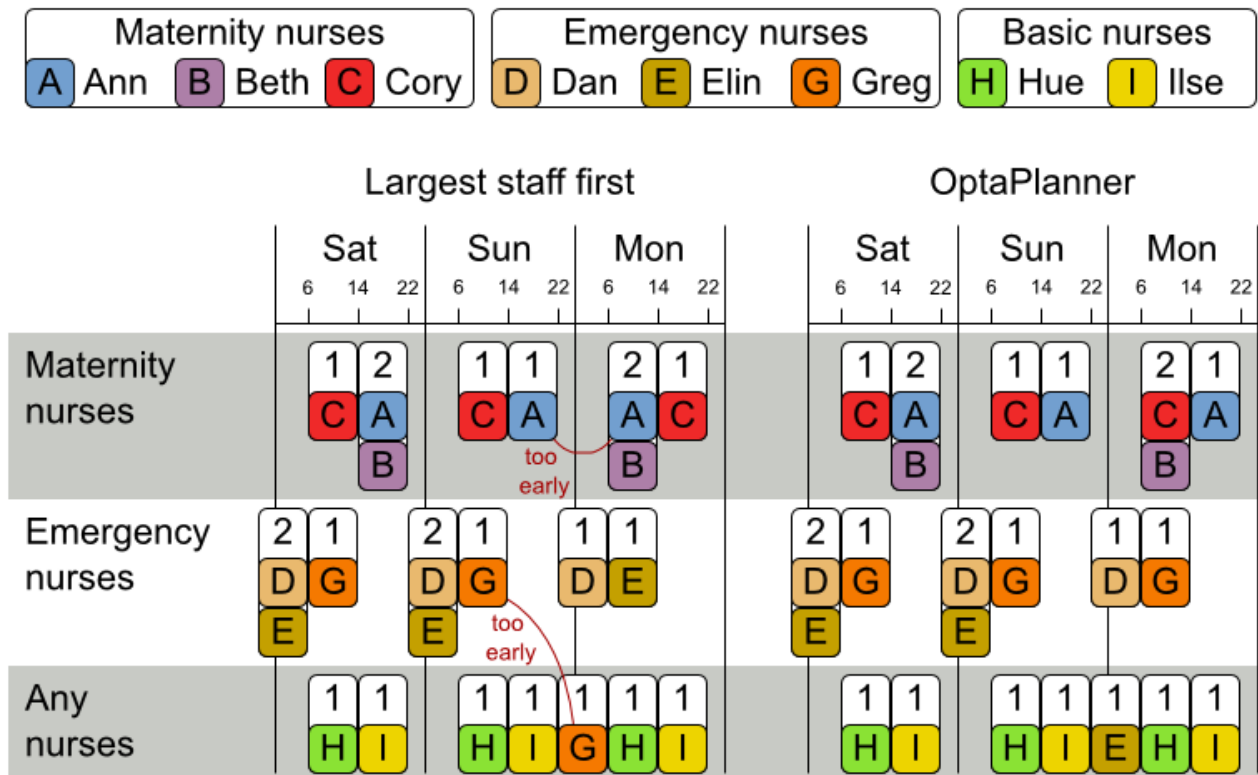 Maternity nurses Emergency nurses Basic nurses
A Ann B Beth C Cory D Dan E Elin G Greg H Hue I Ilse
Largest staff first OptaPlanner
Sat Sun Mon Sat Sun Mon
6 14 22 6 14 22 6 14 22 6 14 22 6 14 22 6 14 22
Maternity 1 2 1 1 2 1 1 2 1 1 2 1
nurses C A C A A C C A C A C A
B too B B B
early
Emergency 2 1 2 1 1 1 2 1 2 1 1 1
nurses D G D G D E D G D G D G
E E too E E
early
Any 1 1 1 1 1 1 1 1 1 1 1 1 1 1
nurses H I H I G H I H I H I E H I